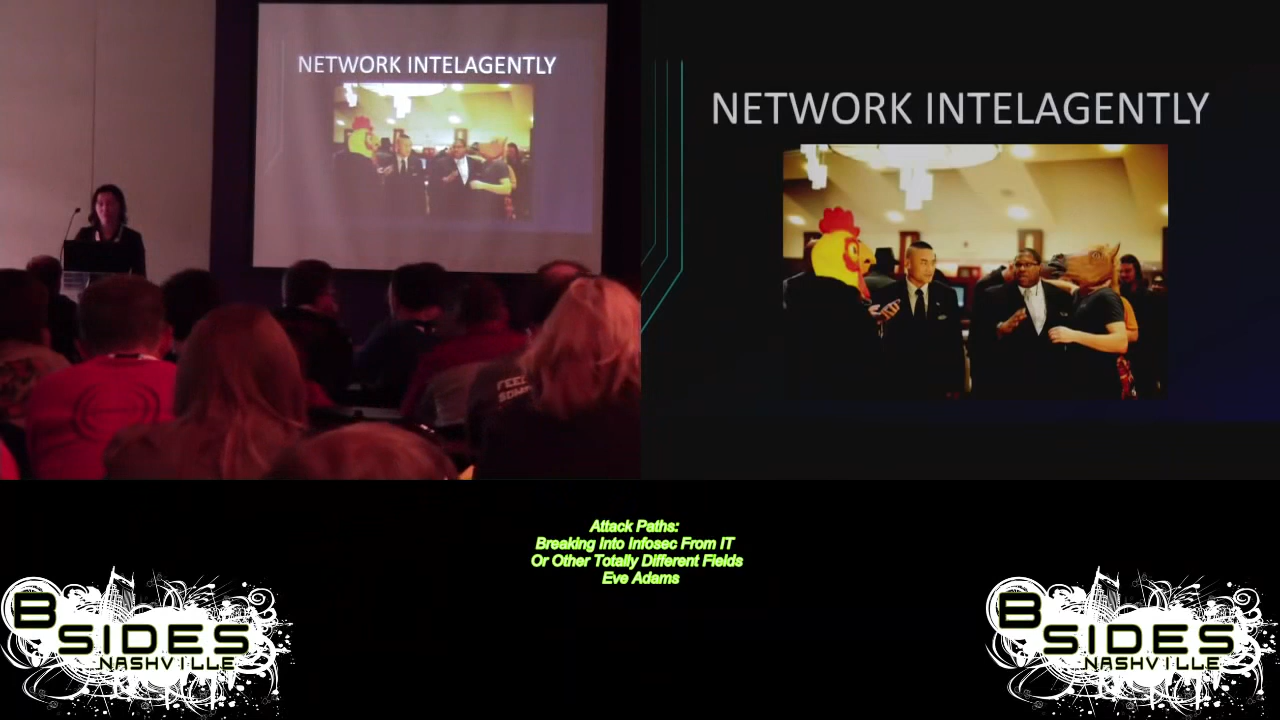 NETWORK INTELAGENTLY
NETWORK INTELAGENTLY
Attack Paths:
Breaking Into Infosec From IT
Or Other Totally Different Fields
Eve Adams
B
SIDES
NASHVILLE
B
SIDES
NASHVILLE